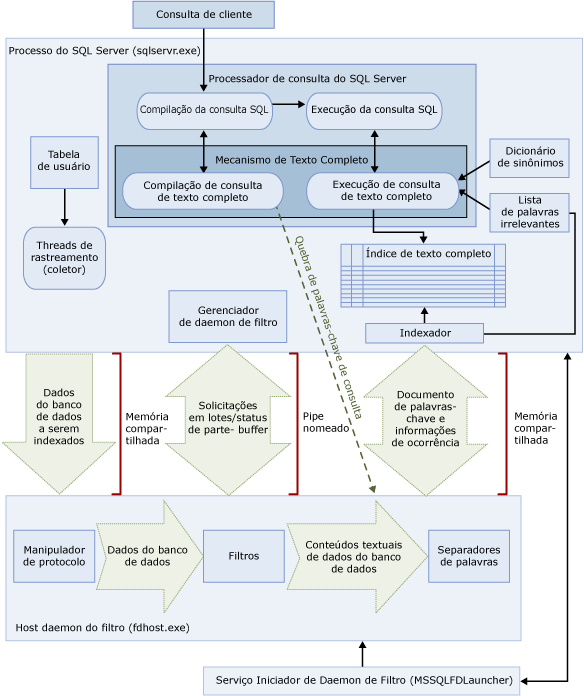 Consulta de cliente
Processo do SQL Server (sqlservr.exe)
Processador de consulta do SQL Server
Compilação da consulta SQL
Execução da consulta SQL
Mecanismo de Texto Completo
Compilação de consulta
de texto completo
Execução de consulta
de texto completo
Tabela
de usuário
Dicionário
de sinônimos
Lista
de palavras
irrelevantes
Threads de
rastreamento
(coletor)
Índice de texto completo
Quebra de palavras-chave de consulta
Gerenciador
de daemon de filtro
Indexador
Dados
do banco
de dados
a serem
indexados
Memória
compar-
tilhada
Solicitações
em lotes/status
de parte- buffer
Pipe
nomeado
Documento
de palavras-
chave e
informações
de ocorrência
Memória
compar-
tilhada
Manipulador
de protocolo
Dados do banco
de dados
Filtros
Conteúdos textuais
de dados do banco
de dados
Separadores
de palavras
Host daemon do filtro (fdhost.exe)
Serviço Iniciador de Daemon de Filtro (MSSQLFDLauncher)